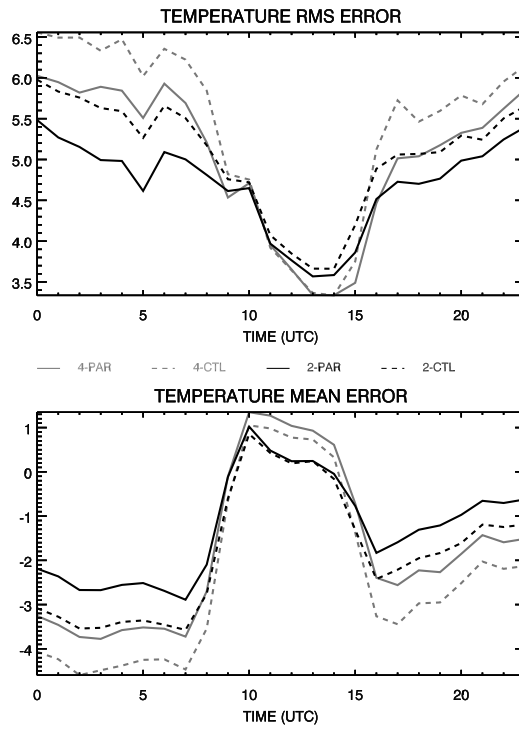 TEMPERATURE RMS ERROR
6.5
6.0
5.5
5.0
4.5
4.0
3.5
0 5 10 15 20
TIME (UTC)
4-PAR 4-CTL 2-PAR 2-CTL
TEMPERATURE MEAN ERROR
1
0
-1
-2
-3
-4
0 5 10 15 20
TIME (UTC)